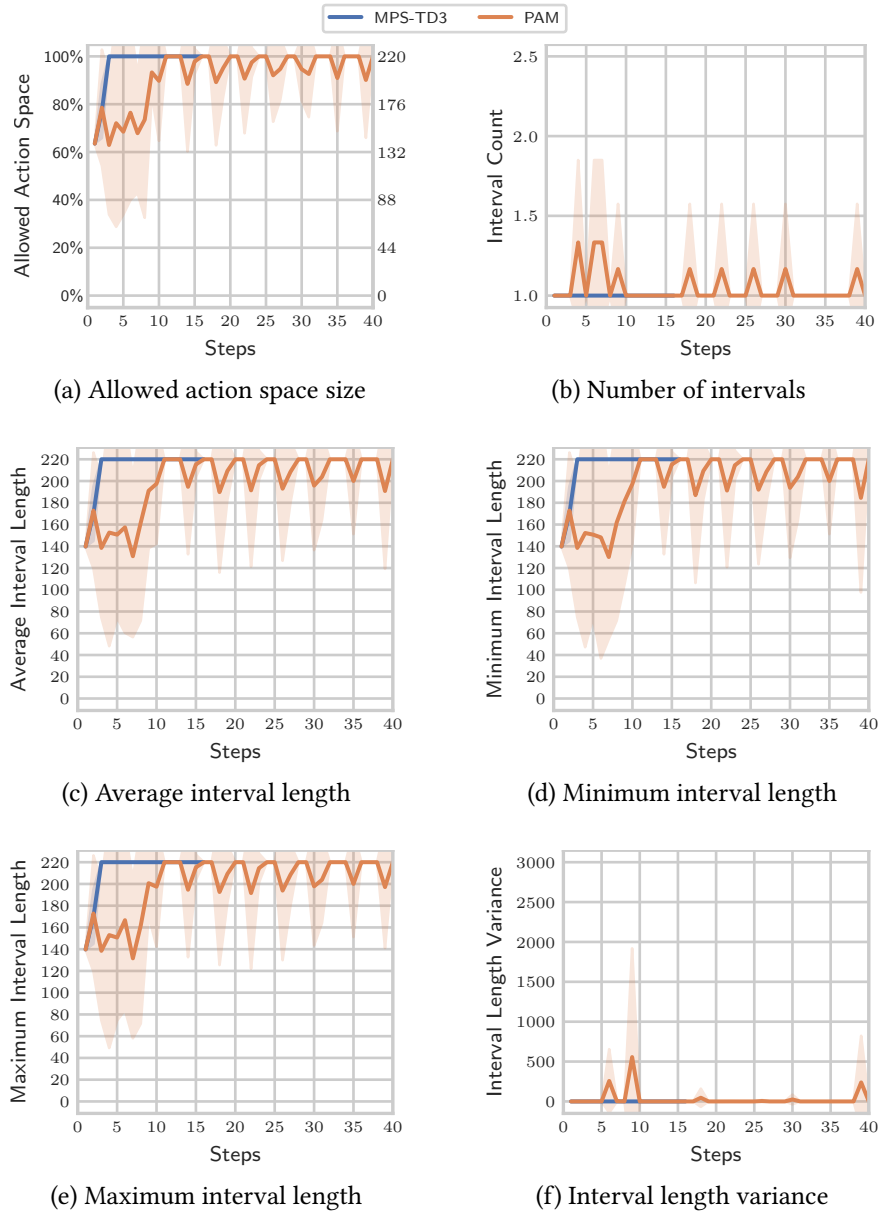 MPS-TD3 PAM
100% 80% 60% 40% 20% 0%
Allowed Action Space
220 176 132 88 44 0
0 5 10 15 20 25 30 35 40
Steps
(a) Allowed action space size
2.5 2.0 1.5 1.0
Interval Count
0 5 10 15 20 25 30 35 40
Steps
(b) Number of intervals
220 200 180 160 140 120 100 80 60 40 20 0
Average Interval Length
0 5 10 15 20 25 30 35 40
Steps
(c) Average interval length
220 200 180 160 140 120 100 80 60 40 20 0
Minimum Interval Length
0 5 10 15 20 25 30 35 40
Steps
(d) Minimum interval length
220 200 180 160 140 120 100 80 60 40 20 0
Maximum Interval Length
0 5 10 15 20 25 30 35 40
Steps
(e) Maximum interval length
3000 2500 2000 1500 1000 500 0
Interval Length Variance
0 5 10 15 20 25 30 35 40
Steps
(f) Interval length variance